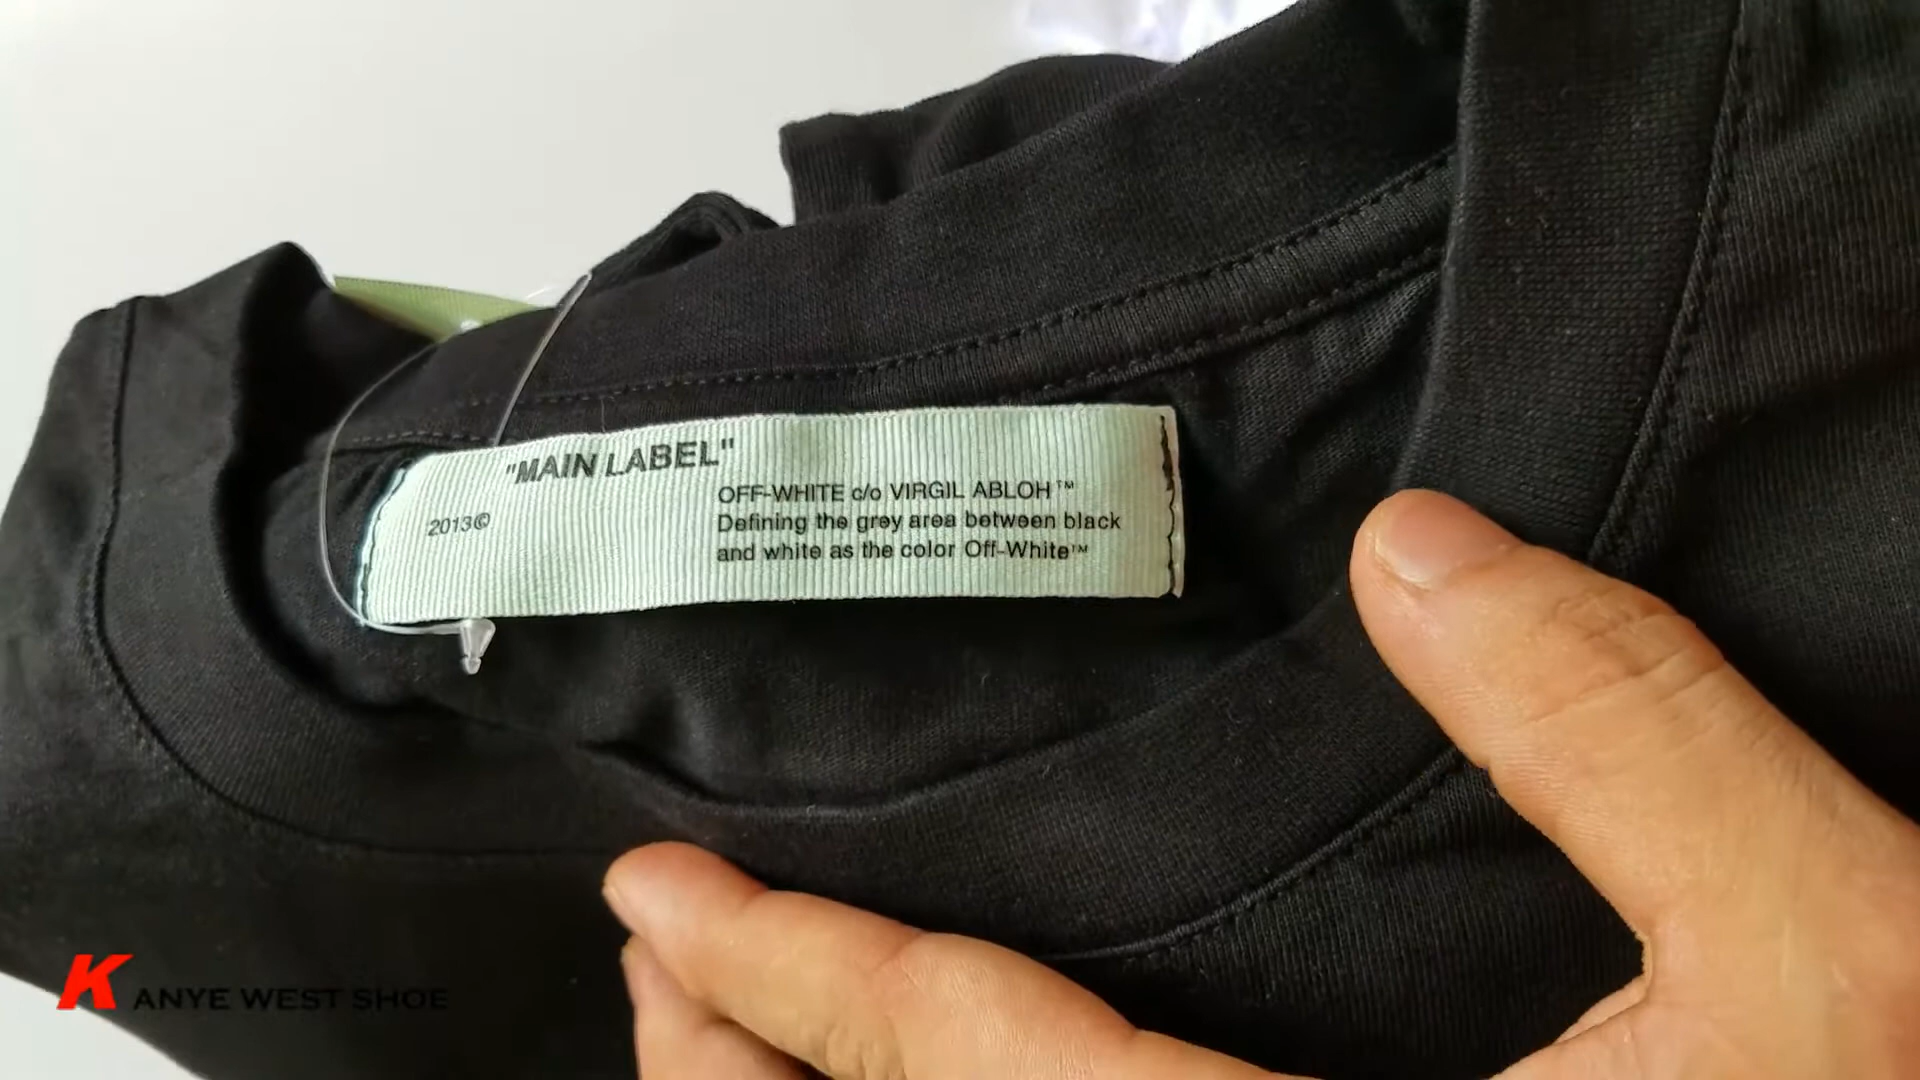 "MAIN LABEL"
OFF-WHITE c/o VIRGIL ABLOH™
2013© Defining the grey area between black
and white as the color Off-White™
KANYE WEST SHOE